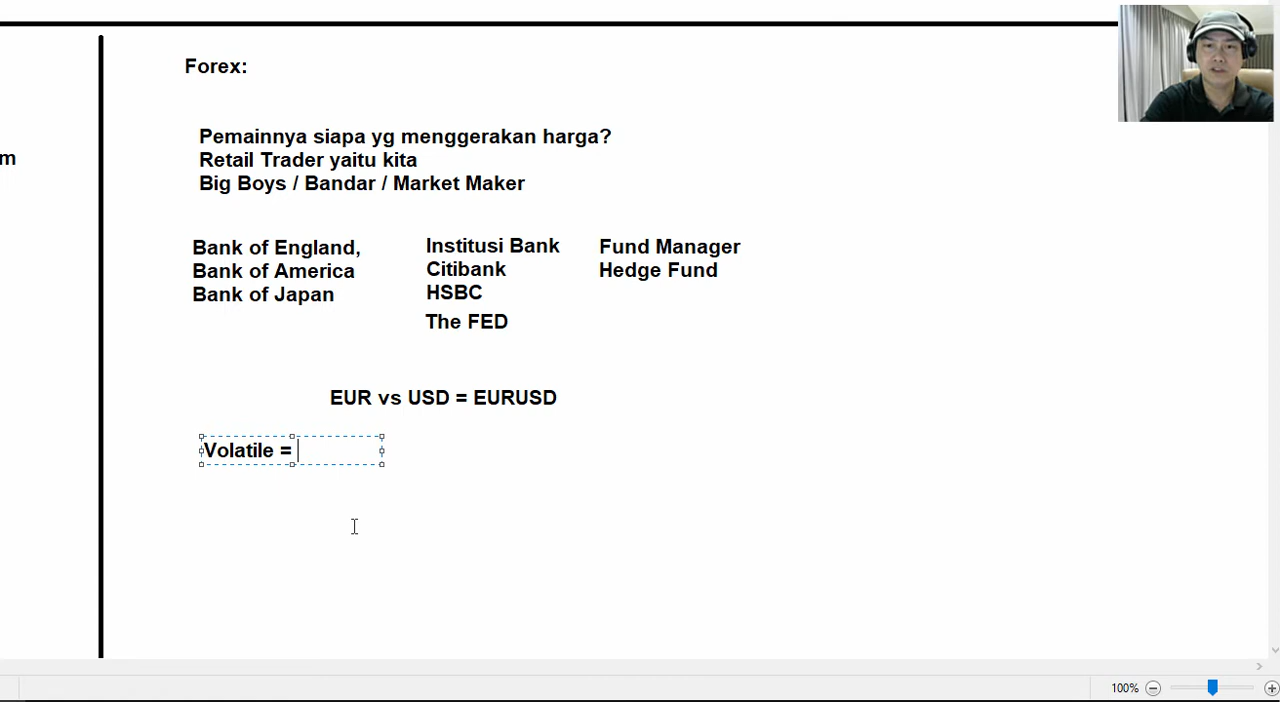 m
Forex:
Pemainnya siapa yg menggerakan harga?
Retail Trader yaitu kita
Big Boys / Bandar / Market Maker
Bank of England,
Bank of America
Bank of Japan
Institusi Bank
Citibank
HSBC
The FED
Fund Manager
Hedge Fund
EUR vs USD = EURUSD
Volatile =
100%